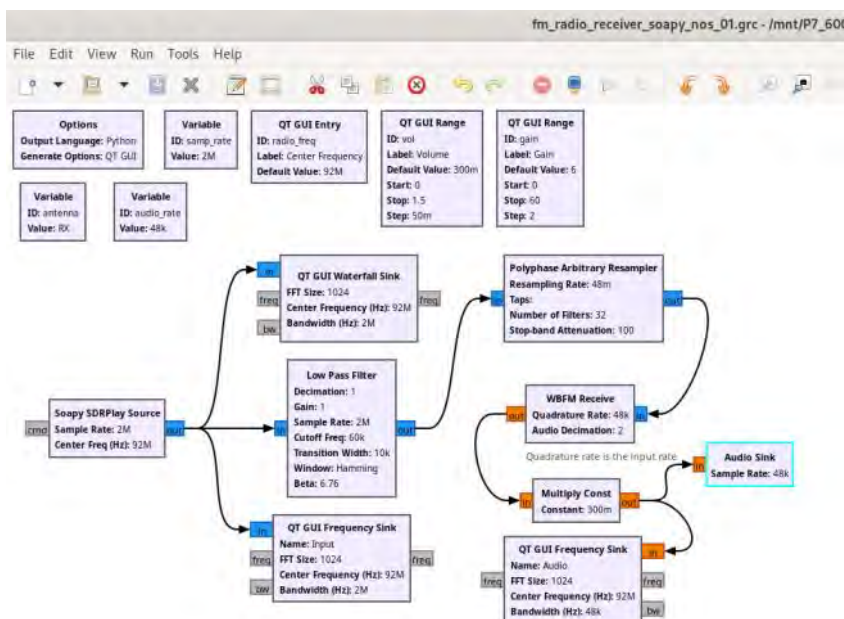 fm_radio_receiver_soapy_nos_01.grc - /mnt/P7_600
File Edit View Run Tools Help
Options
Output Language: Python
Generate Options: QT GUI
Variable
ID: samp_rate
Value: 2M
QT GUI Entry
ID: radio_freq
Label: Center Frequency
Default Value: 92M
QT GUI Range
ID: vol
Label: Volume
Default Value: 300m
Start: 0
Stop: 1.5
Step: 50m
QT GUI Range
ID: gain
Label: Gain
Default Value: 6
Start: 0
Stop: 60
Step: 2
Variable
ID: antenna
Value: RX
Variable
ID: audio_rate
Value: 48k
in
freq
bw
QT GUI Waterfall Sink
FFT Size: 1024
Center Frequency (Hz): 92M
Bandwidth (Hz): 2M
freq
in
Polyphase Arbitrary Resampler
Resampling Rate: 48m
Taps:
Number of Filters: 32
Stop-band Attenuation: 100
out
cmd
Soapy SDRPlay Source
Sample Rate: 2M
Center Freq (Hz): 92M
out
in
Low Pass Filter
Decimation: 1
Gain: 1
Sample Rate: 2M
Cutoff Freq: 60k
Transition Width: 10k
Window: Hamming
Beta: 6.76
out
out
WBFM Receive
Quadrature Rate: 48k
Audio Decimation: 2
in
Quadrature rate is the input rate
in
Audio Sink
Sample Rate: 48k
in
Multiply Const
Constant: 300m
out
in
freq
bw
QT GUI Frequency Sink
Name: Input
FFT Size: 1024
Center Frequency (Hz): 92M
Bandwidth (Hz): 2M
freq
freq
QT GUI Frequency Sink
Name: Audio
FFT Size: 1024
Center Frequency (Hz): 92M
Bandwidth (Hz): 48k
in
freq
bw